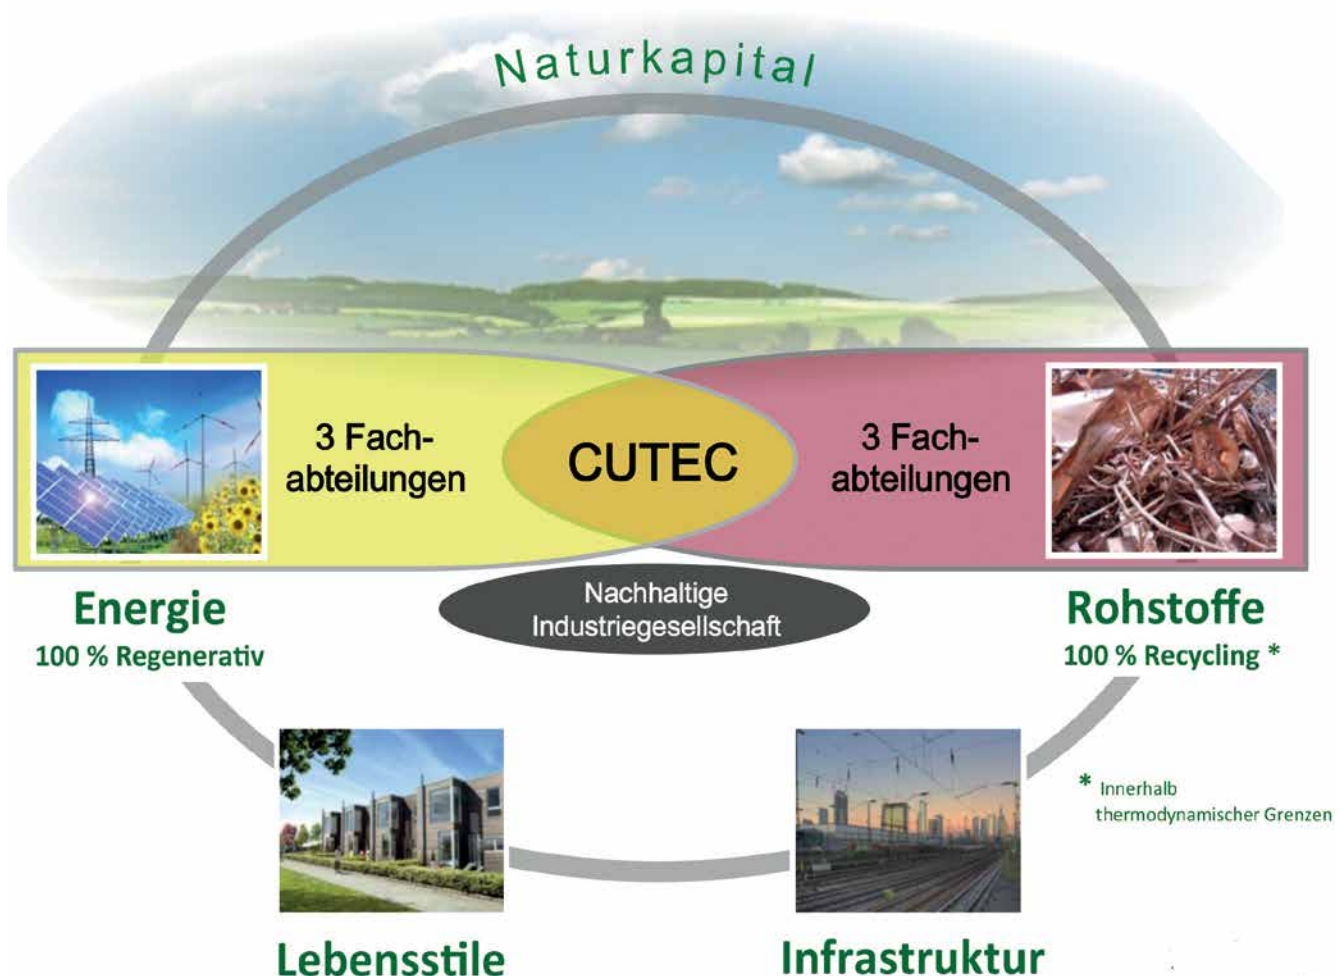 Naturkapital
3 Fach-
abteilungen
CUTEC
3 Fach-
abteilungen
Nachhaltige
Industriegesellschaft
Energie
100 % Regenerativ
Rohstoffe
100 % Recycling *
* Innerhalb
thermodynamischer Grenzen
Lebensstile
Infrastruktur